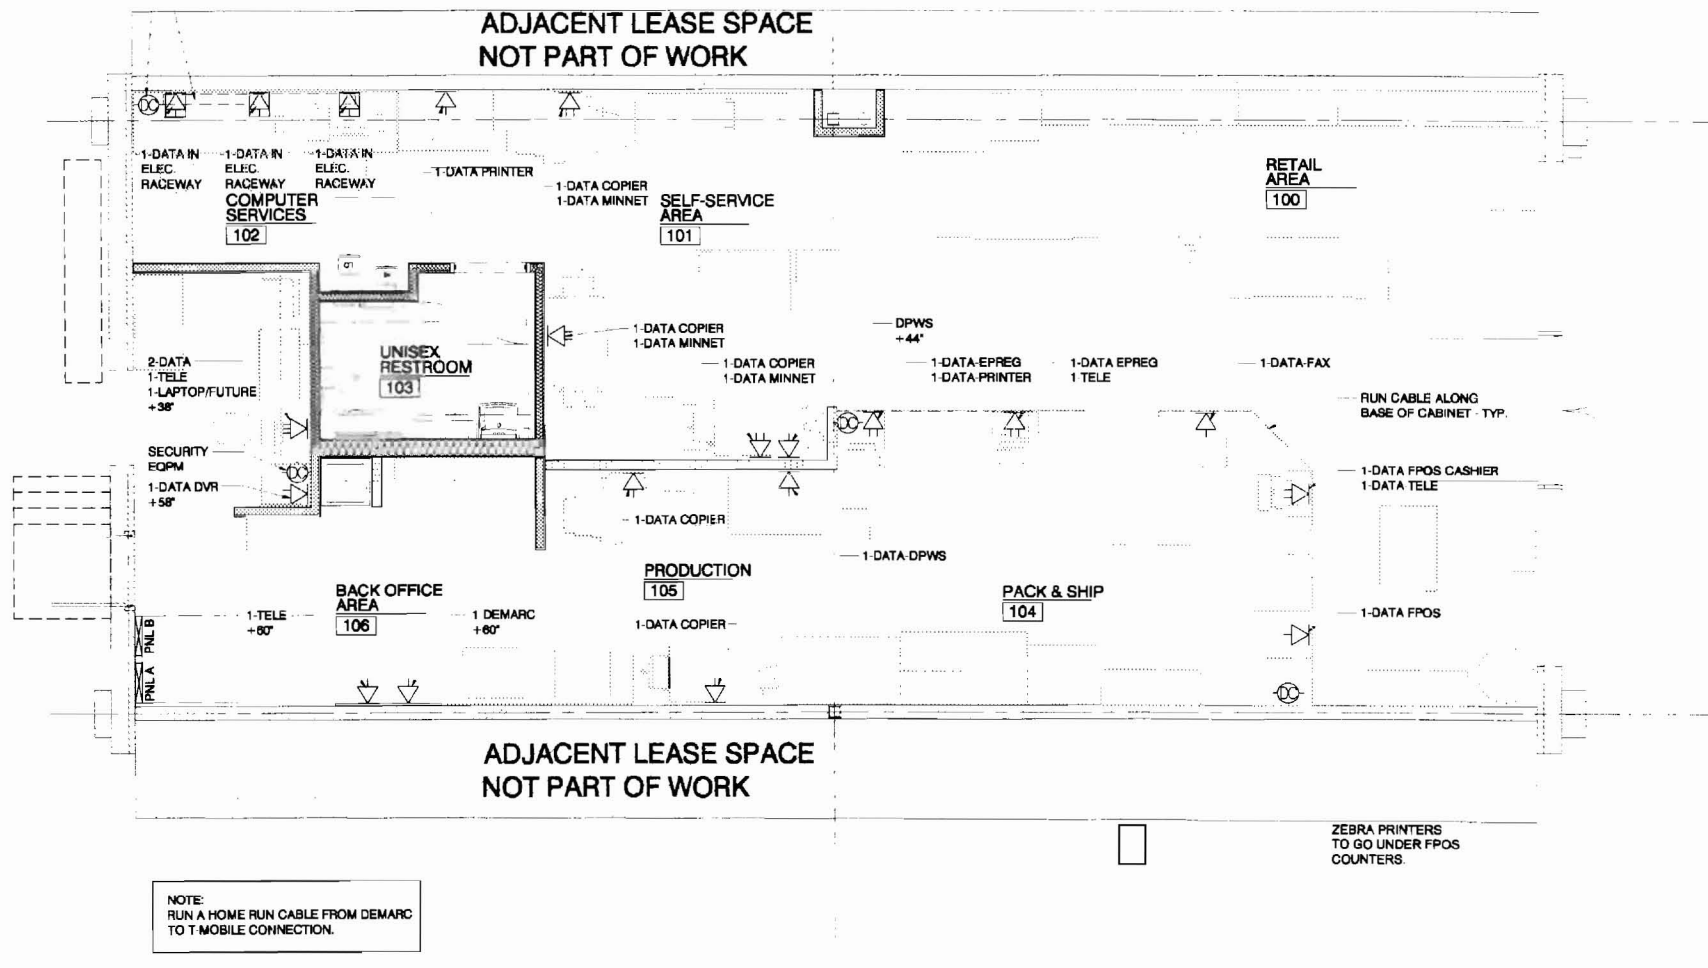 ADJACENT LEASE SPACE
NOT PART OF WORK
DC
1-DATA IN
ELEC.
RACEWAY
1-DATA IN
ELEC.
RACEWAY
1-DATA IN
ELEC.
RACEWAY
1-DATA PRINTER
1-DATA COPIER
1-DATA MINNET
COMPUTER
SERVICES
102
SELF-SERVICE
AREA
101
RETAIL
AREA
100
1-DATA COPIER
1-DATA MINNET
DPWS
+44"
UNISEX
RESTROOM
103
2-DATA
1-TELE
1-LAPTOP/FUTURE
+38"
1-DATA COPIER
1-DATA MINNET
1-DATA-EPREG
1-DATA-PRINTER
1-DATA EPREG
1 TELE
1-DATA-FAX
RUN CABLE ALONG
BASE OF CABINET - TYP.
DC
SECURITY
EQPM
DC
1-DATA DVR
+58"
1-DATA FPOS CASHIER
1-DATA TELE
1-DATA COPIER
1-DATA-DPWS
PRODUCTION
105
BACK OFFICE
AREA
106
PACK & SHIP
104
1-TELE
+60"
1 DEMARC
+60"
1-DATA COPIER
1-DATA FPOS
PNL B
PNL A
DC
ADJACENT LEASE SPACE
NOT PART OF WORK
ZEBRA PRINTERS
TO GO UNDER FPOS
COUNTERS.
NOTE:
RUN A HOME RUN CABLE FROM DEMARC
TO T-MOBILE CONNECTION.